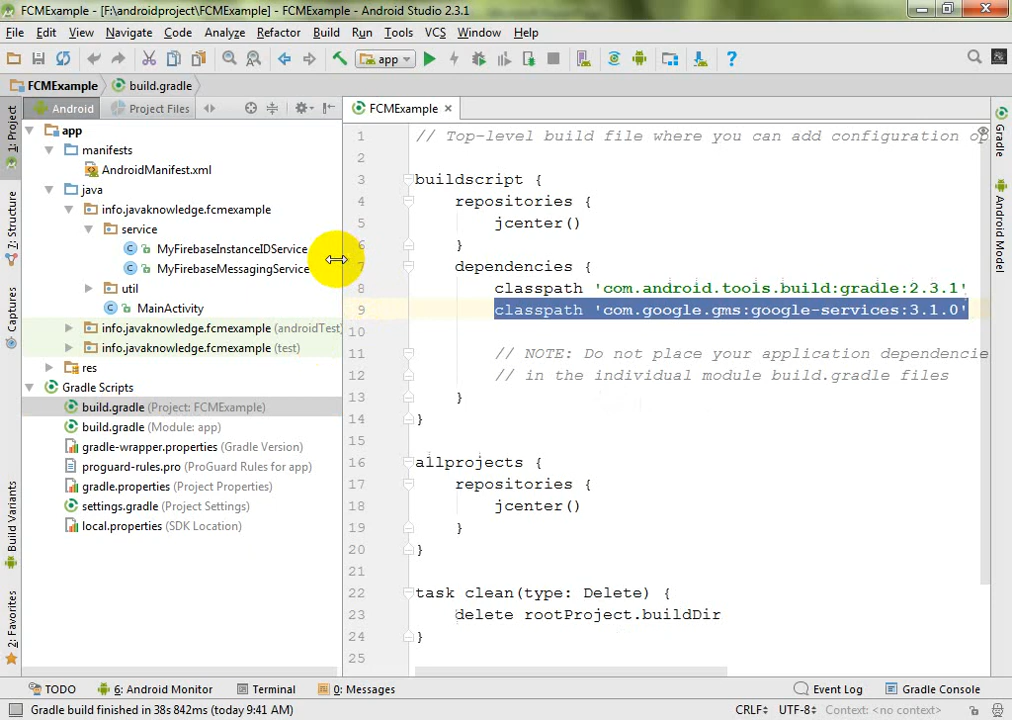 FCMExample - [F:\androidproject\FCMExample] - FCMExample - Android Studio 2.3.1
File Edit View Navigate Code Analyze Refactor Build Run Tools VCS Window Help
app
FCMExample build.gradle
Android Project Files
FCMExample
1: Project
7: Structure
Captures
Build Variants
2: Favorites
app
manifests
AndroidManifest.xml
java
info.javaknowledge.fcmexample
service
MyFirebaseInstanceIDService
MyFirebaseMessagingService
util
MainActivity
info.javaknowledge.fcmexample (androidTest)
info.javaknowledge.fcmexample (test)
res
Gradle Scripts
build.gradle (Project: FCMExample)
build.gradle (Module: app)
gradle-wrapper.properties (Gradle Version)
proguard-rules.pro (ProGuard Rules for app)
gradle.properties (Project Properties)
settings.gradle (Project Settings)
local.properties (SDK Location)
1 // Top-level build file where you can add configuration op
2
3 buildscript {
4 repositories {
5 jcenter()
6 }
7 dependencies {
8 classpath 'com.android.tools.build:gradle:2.3.1'
9 classpath 'com.google.gms:google-services:3.1.0'
10
11 // NOTE: Do not place your application dependencie
12 // in the individual module build.gradle files
13 }
14 }
15
16 allprojects {
17 repositories {
18 jcenter()
19 }
20 }
21
22 task clean(type: Delete) {
23 delete rootProject.buildDir
24 }
25
Gradle
Android Model
TODO 6: Android Monitor Terminal 0: Messages Event Log Gradle Console
Gradle build finished in 38s 842ms (today 9:41 AM) CRLF UTF-8 Context: <no context>